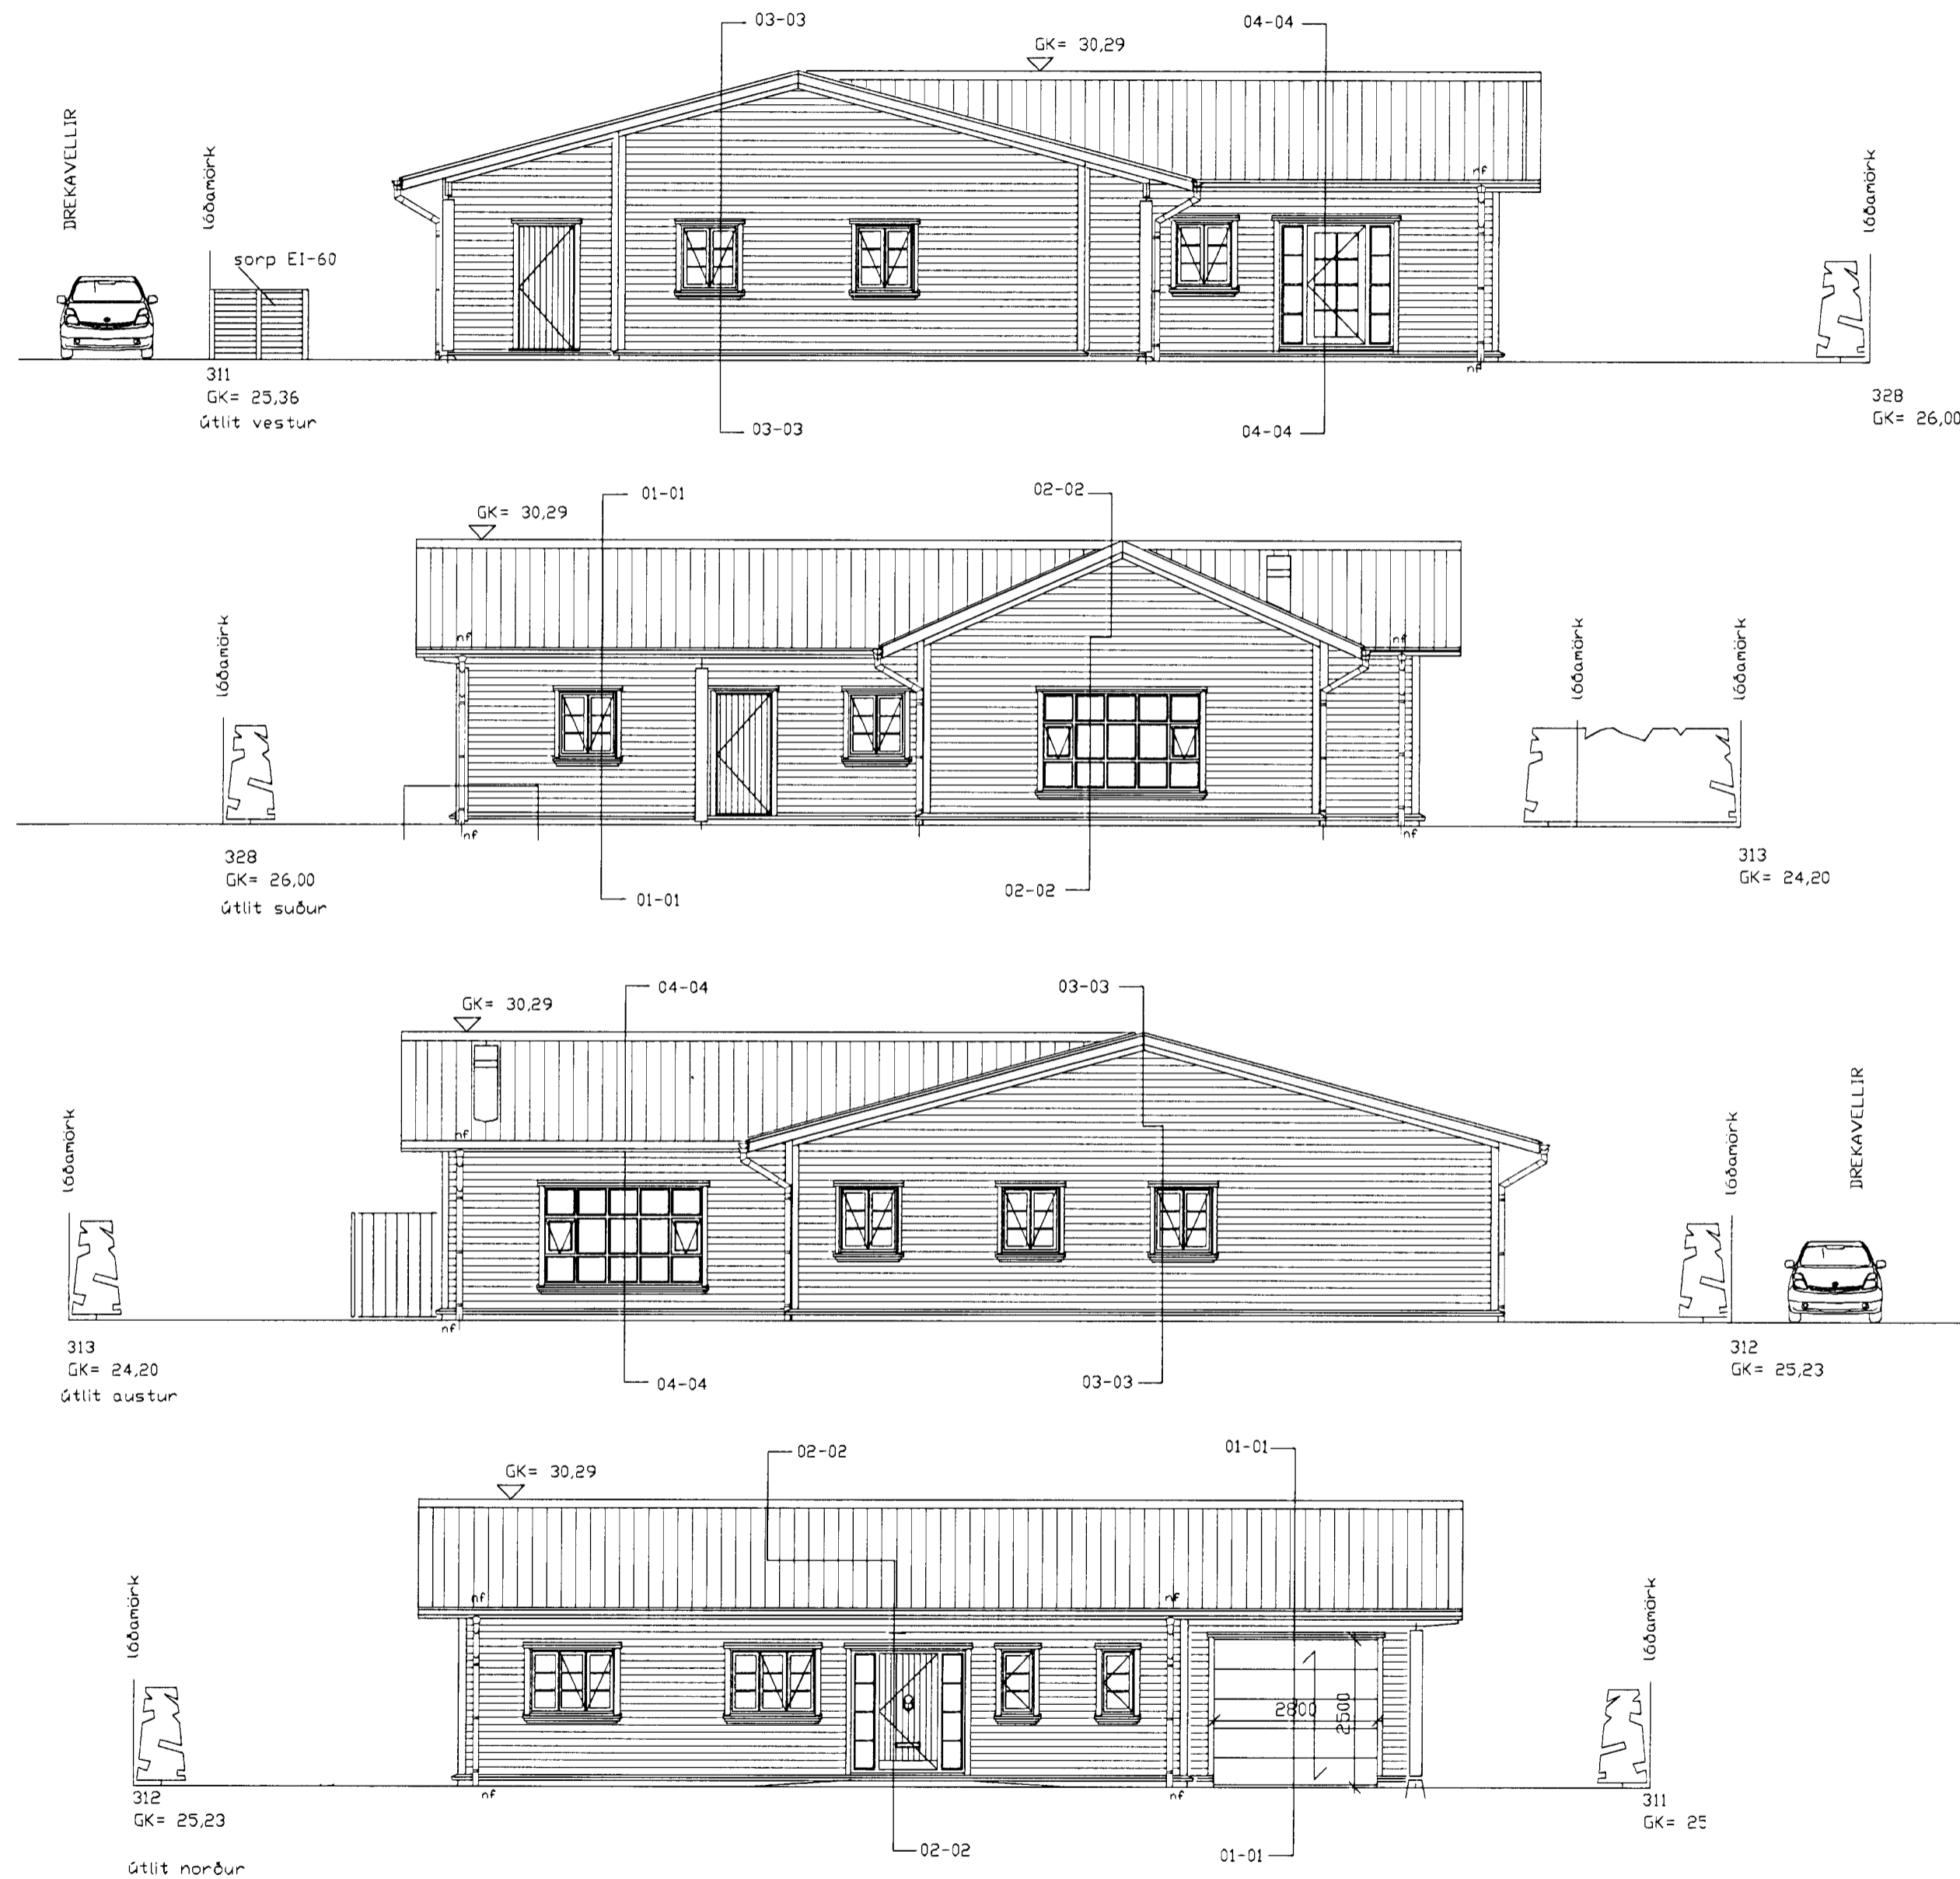 03-03
04-04
GK= 30,29
DREKAVELLIR
lóðamörk
lóðamörk
sorp EI-60
nf
nf
311
GK= 25,36
útlit vestur
328
GK= 26,00
03-03
04-04
01-01
02-02
GK= 30,29
lóðamörk
lóðamörk
lóðamörk
nf
nf
nf
nf
328
GK= 26,00
útlit suður
313
GK= 24,20
01-01
02-02
04-04
03-03
GK= 30,29
lóðamörk
lóðamörk
DREKAVELLIR
nf
nf
313
GK= 24,20
útlit austur
312
GK= 25,23
04-04
03-03
02-02
01-01
GK= 30,29
lóðamörk
lóðamörk
nf
nf
2800
2500
nf
nf
312
GK= 25,23
útlit norður
311
GK= 25
02-02
01-01